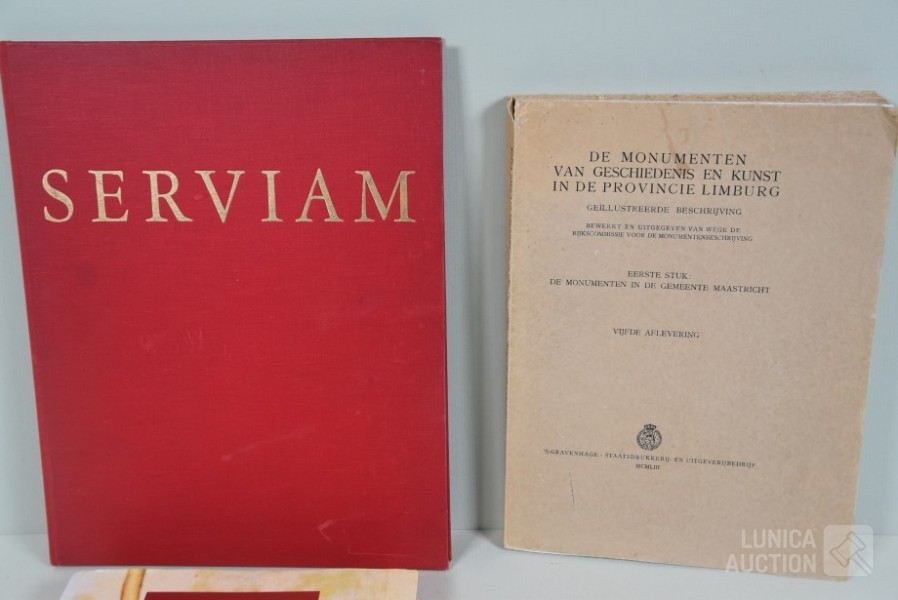 SERVIAM
DE MONUMENTEN
VAN GESCHIEDENIS EN KUNST
IN DE PROVINCIE LIMBURG
GEÏLLUSTREERDE BESCHRIJVING
BEWERKT EN UITGEGEVEN VAN WEGE DE
RIJKSCOMMISSIE VOOR DE MONUMENTENBESCHRIJVING
EERSTE STUK:
DE MONUMENTEN IN DE GEMEENTE MAASTRICHT
VIJFDE AFLEVERING
'S-GRAVENHAGE - STAATSDRUKKERIJ- EN UITGEVERIJBEDRIJF
MCMLIII
LUNICA
AUCTION